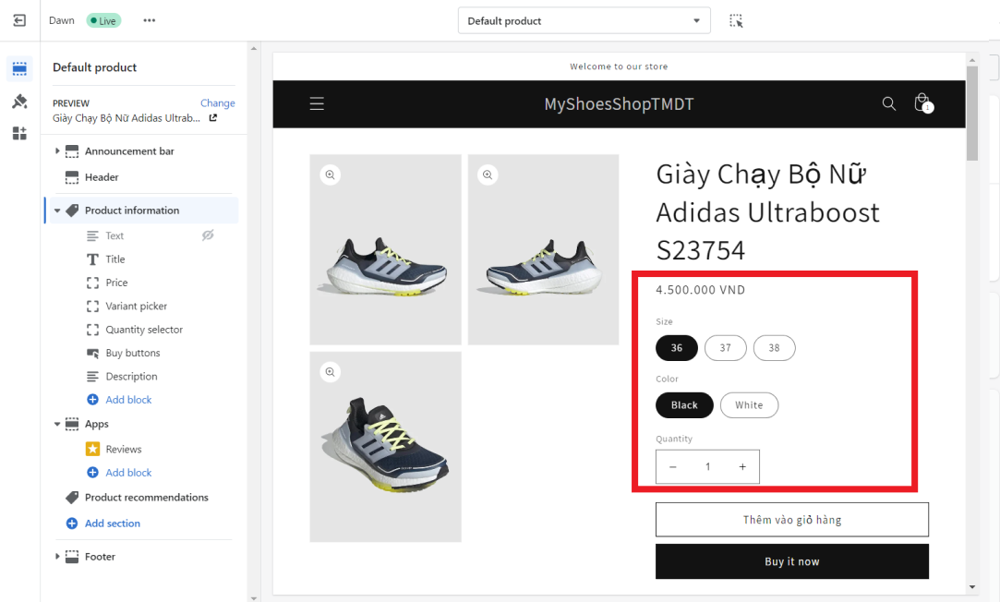 Dawn
Live
Default product
Default product
PREVIEW
Change
Giày Chạy Bộ Nữ Adidas Ultrab...
Announcement bar
Header
Product information
Text
Title
Price
Variant picker
Quantity selector
Buy buttons
Description
Add block
Apps
Reviews
Add block
Product recommendations
Add section
Footer
Welcome to our store
MyShoesShopTMDT
1
Giày Chạy Bộ Nữ
Adidas Ultraboost
S23754
4.500.000 VND
Size
36 37 38
Color
Black White
Quantity
− 1 +
Thêm vào giỏ hàng
Buy it now